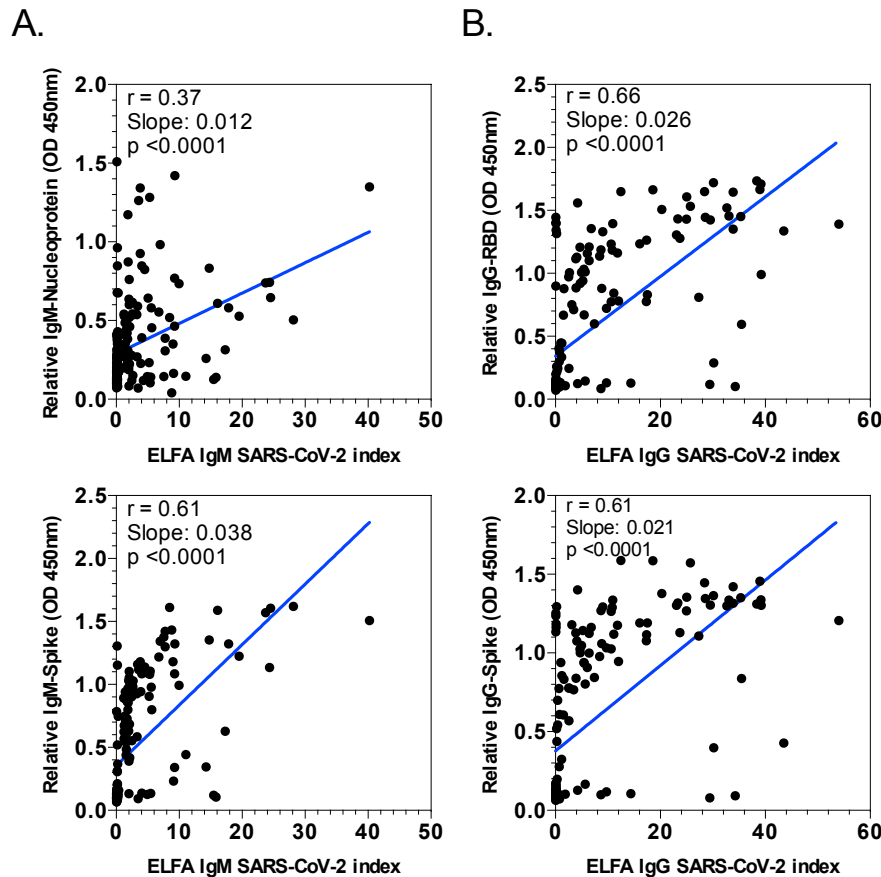 A.
B.
Relative IgM-Nucleoprotein (OD 450nm)
2.0
1.5
1.0
0.5
0.0
r = 0.37
Slope: 0.012
p <0.0001
0 10 20 30 40 50
ELFA IgM SARS-CoV-2 index
Relative IgG-RBD (OD 450nm)
2.5
2.0
1.5
1.0
0.5
0.0
r = 0.66
Slope: 0.026
p <0.0001
0 20 40 60
ELFA IgG SARS-CoV-2 index
Relative IgM-Spike (OD 450nm)
2.5
2.0
1.5
1.0
0.5
0.0
r = 0.61
Slope: 0.038
p <0.0001
0 10 20 30 40 50
ELFA IgM SARS-CoV-2 index
Relative IgG-Spike (OD 450nm)
2.0
1.5
1.0
0.5
0.0
r = 0.61
Slope: 0.021
p <0.0001
0 20 40 60
ELFA IgG SARS-CoV-2 index